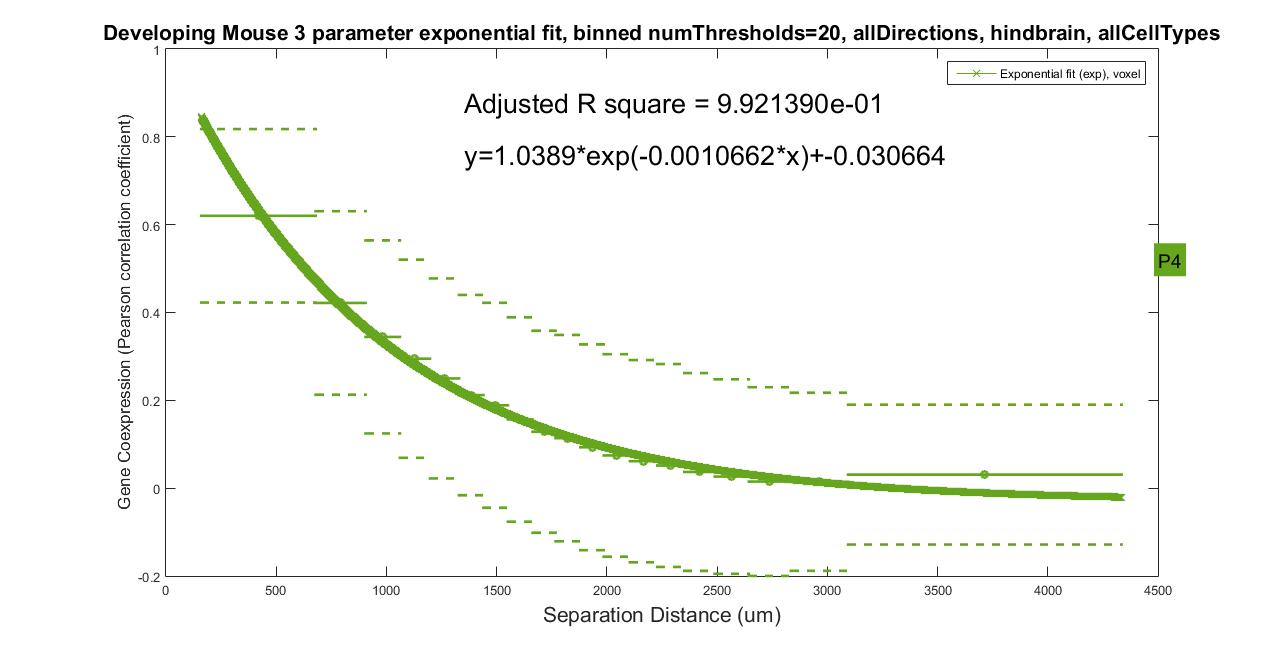 Developing Mouse 3 parameter exponential fit, binned numThresholds=20, allDirections, hindbrain, allCellTypes
Exponential fit (exp), voxel
Adjusted R square = 9.921390e-01
y=1.0389*exp(-0.0010662*x)+-0.030664
P4
Gene Coexpression (Pearson correlation coefficient)
1
0.8
0.6
0.4
0.2
0
-0.2
0 500 1000 1500 2000 2500 3000 3500 4000 4500
Separation Distance (um)